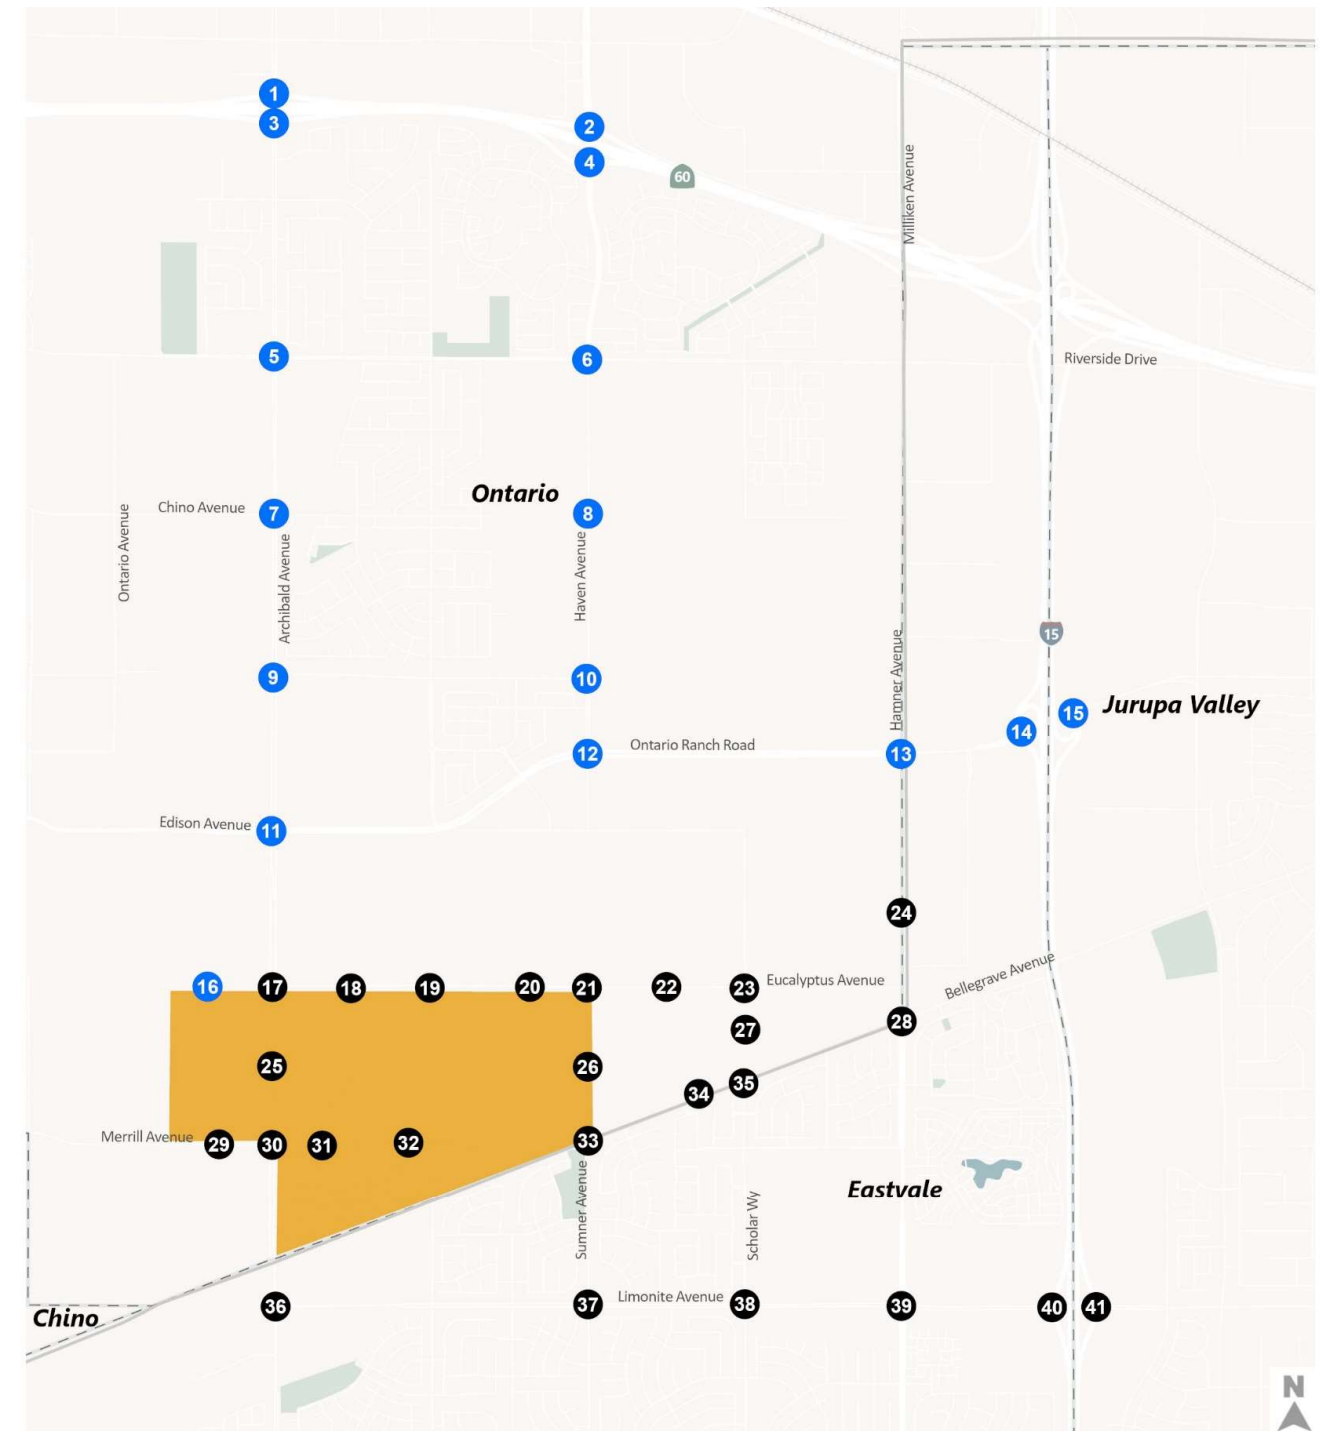 1
3
2
4
60
Milliken Avenue
5
6
Riverside Drive
Ontario
Chino Avenue
7
8
Ontario Avenue
Archibald Avenue
Haven Avenue
15
Hamner Avenue
9
10
Jurupa Valley
15
14
Ontario Ranch Road
12
13
Edison Avenue
11
24
Bellegrave Avenue
16
17
18
19
20
21
22
23
Eucalyptus Avenue
28
27
25
26
35
34
Merrill Avenue
29
30
31
32
33
Eastvale
Sumner Avenue
Scholar Wy
Limonite Avenue
36
37
38
39
40
41
Chino
N